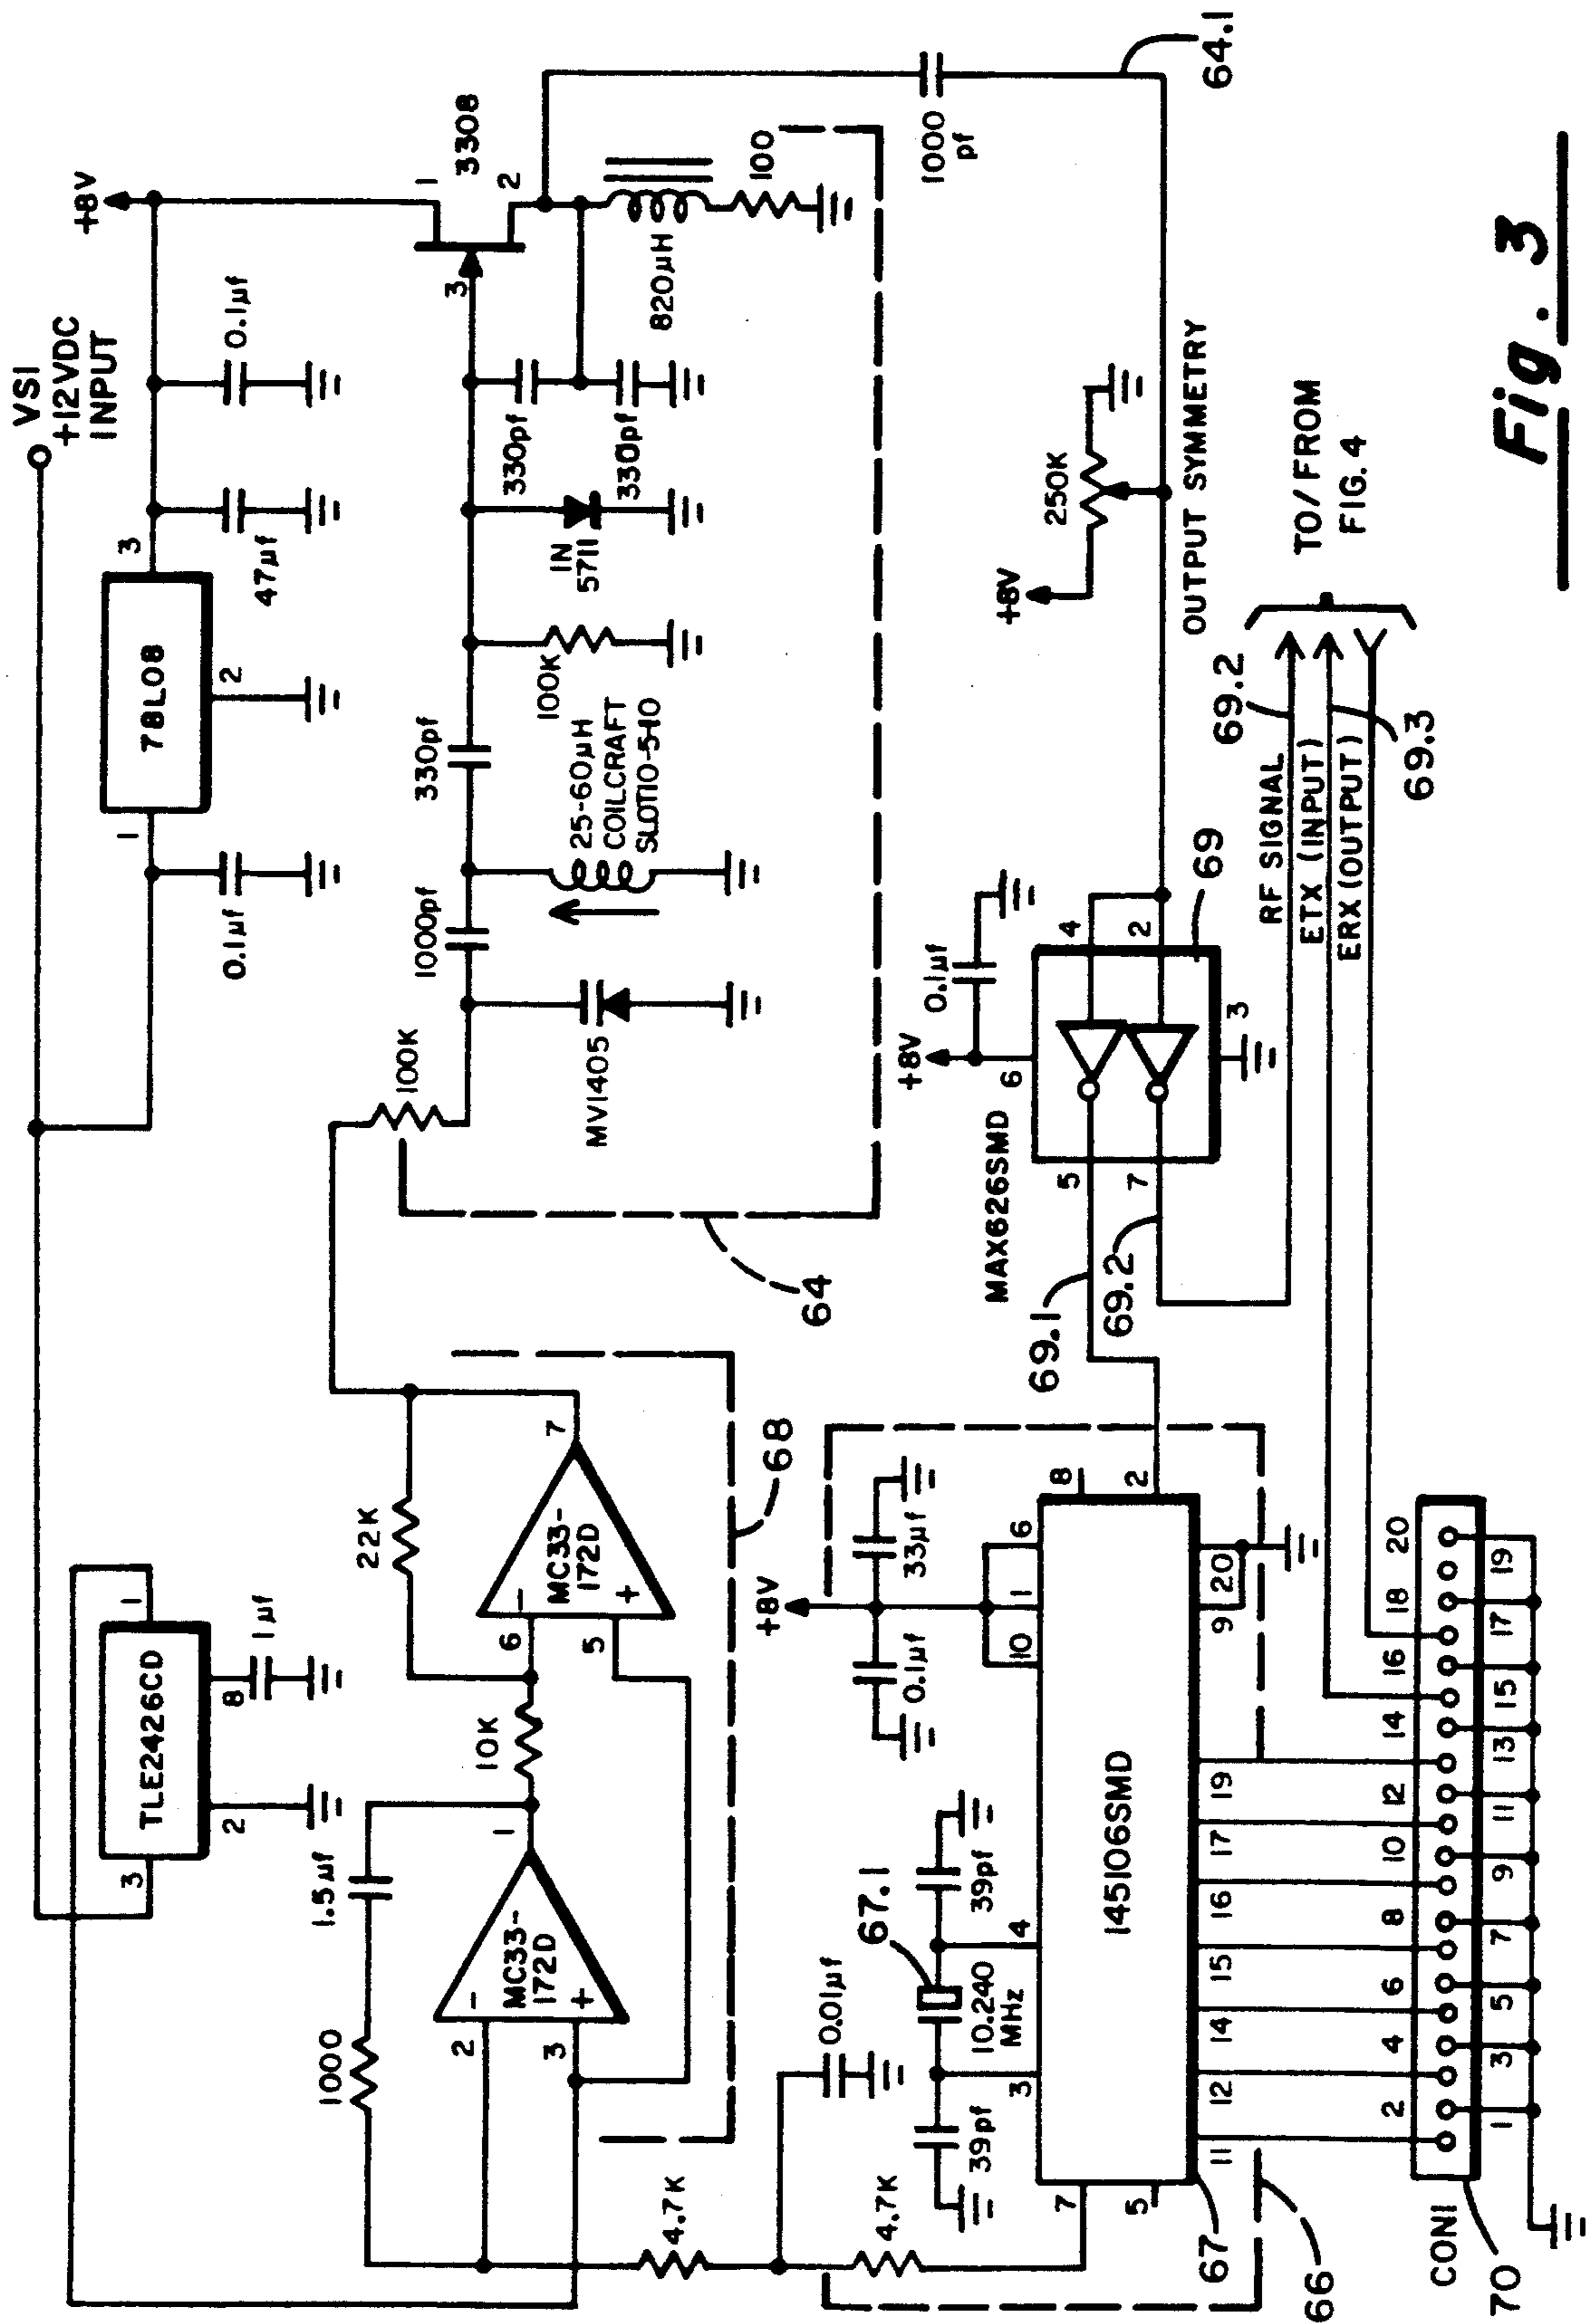 VSI
+12VDC
INPUT
TLE2426CD
3
2
8
1
1µf
78L08
1
2
3
0.1µf
47µf
0.1µf
+8V
1000
1.5µf
2
3
1
MC33-
172D
10K
22K
6
5
7
MC33-
172D
68
100K
MV1405
1000pf
25-60µH
COILCRAFT
SLOT10-5-10
330pf
100K
IN
5711
330pf
330pf
3
1
2
3308
820µH
100
64
1000
pf
64.1
4.7K
0.01µf
4.7K
39pf
67.1
10.240
MHz
39pf
0.1µf
+8V
33µf
7
5
3
4
10
1
6
8
2
145106SMD
11
12
14
15
16
17
19
9
20
67
66
MAX626SMD
69.1
69.2
5
7
6
+8V
0.1µf
4
2
3
69
+8V
250K
OUTPUT SYMMETRY
69.2
RF SIGNAL
ETX (INPUT)
ERX (OUTPUT)
69.3
TO/FROM
FIG. 4
CON1
2
4
6
8
10
12
14
16
18
20
1
3
5
7
9
11
13
15
17
19
70
Fig. 3